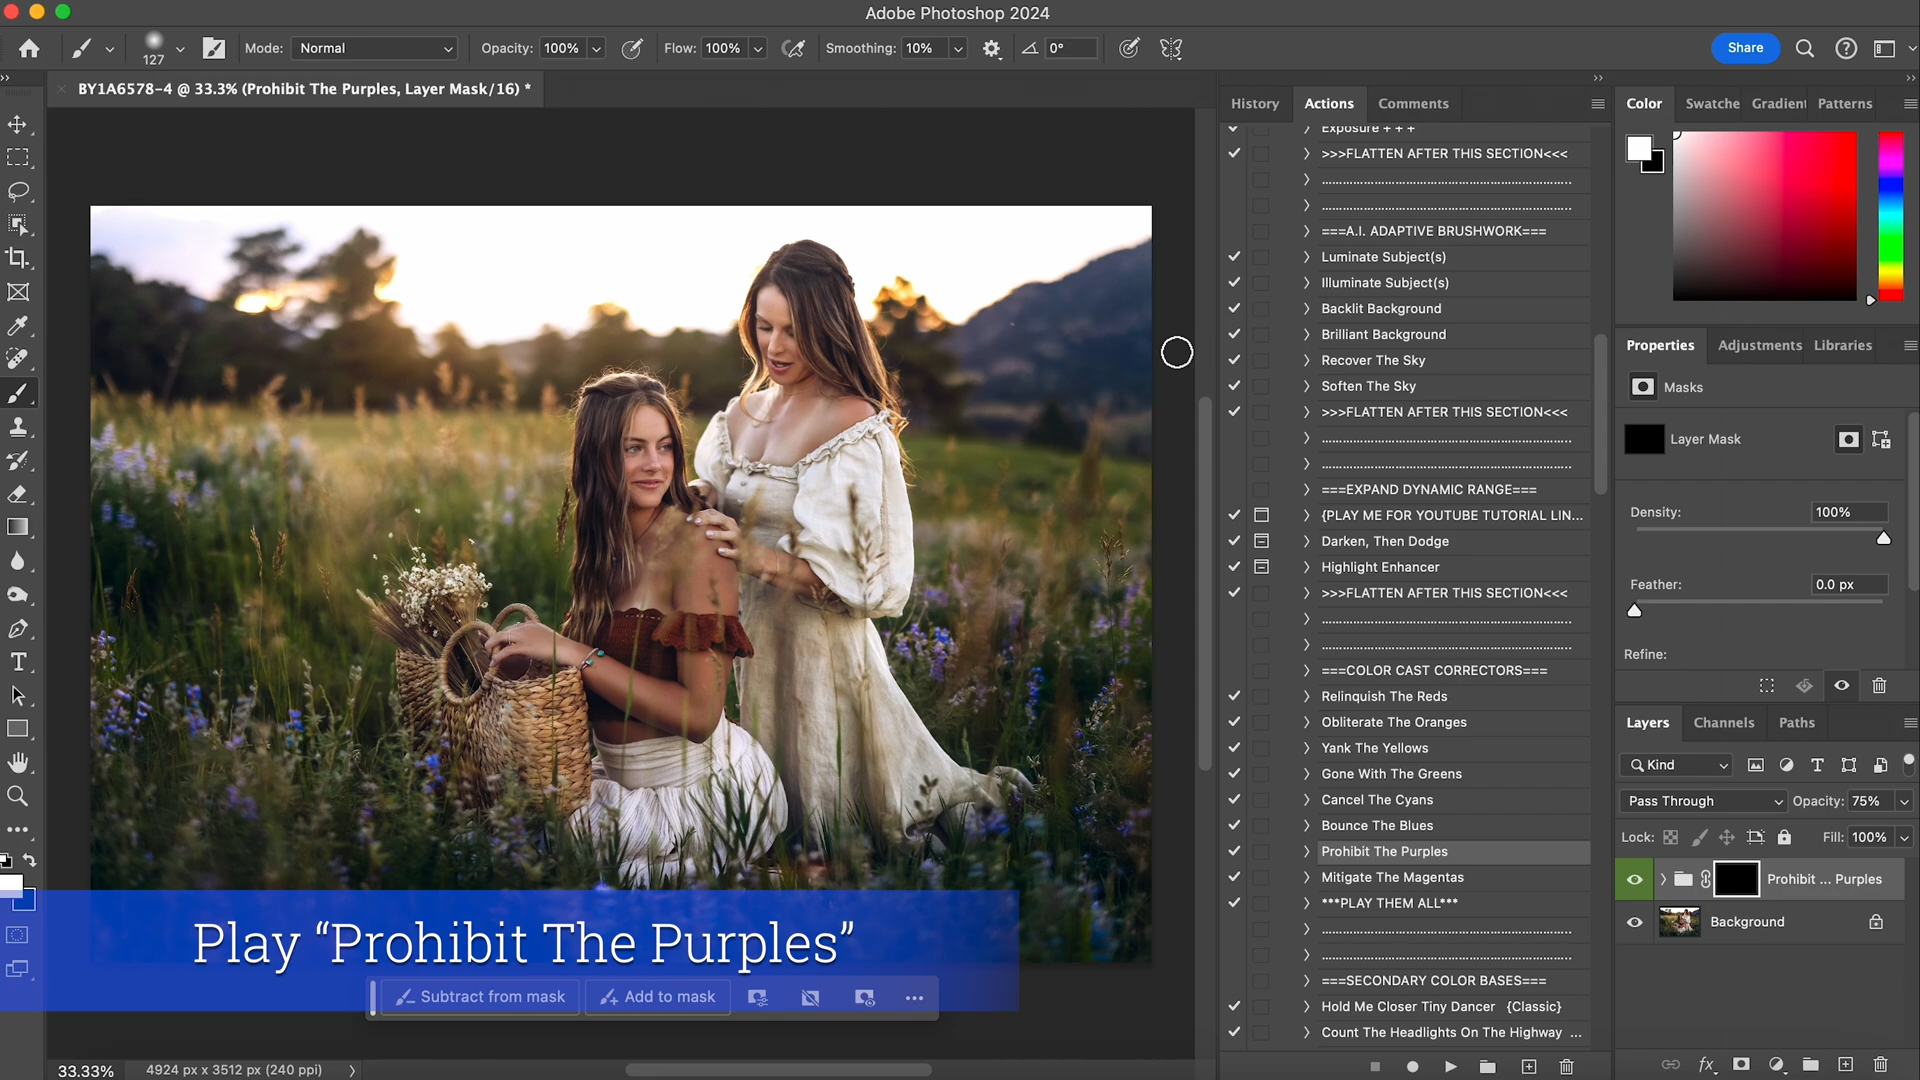 Adobe Photoshop 2024
127
Mode: Normal
Opacity: 100%
Flow: 100%
Smoothing: 10%
0°
Share
BY1A6578-4 @ 33.3% (Prohibit The Purples, Layer Mask/16) *
History Actions Comments
Exposure + + +
>>>FLATTEN AFTER THIS SECTION<<<
===A.I. ADAPTIVE BRUSHWORK===
Luminate Subject(s)
Illuminate Subject(s)
Backlit Background
Brilliant Background
Recover The Sky
Soften The Sky
>>>FLATTEN AFTER THIS SECTION<<<
===EXPAND DYNAMIC RANGE===
{PLAY ME FOR YOUTUBE TUTORIAL LIN...
Darken, Then Dodge
Highlight Enhancer
>>>FLATTEN AFTER THIS SECTION<<<
===COLOR CAST CORRECTORS===
Relinquish The Reds
Obliterate The Oranges
Yank The Yellows
Gone With The Greens
Cancel The Cyans
Bounce The Blues
Prohibit The Purples
Mitigate The Magentas
***PLAY THEM ALL***
===SECONDARY COLOR BASES===
Hold Me Closer Tiny Dancer {Classic}
Count The Headlights On The Highway ...
Color Swatche Gradient Patterns
Properties Adjustments Libraries
Masks
Layer Mask
Density: 100%
Feather: 0.0 px
Refine:
Layers Channels Paths
Kind
Pass Through Opacity: 75%
Lock: Fill: 100%
Prohibit ... Purples
Background
Play “Prohibit The Purples”
Subtract from mask Add to mask
33.33% 4924 px x 3512 px (240 ppi)